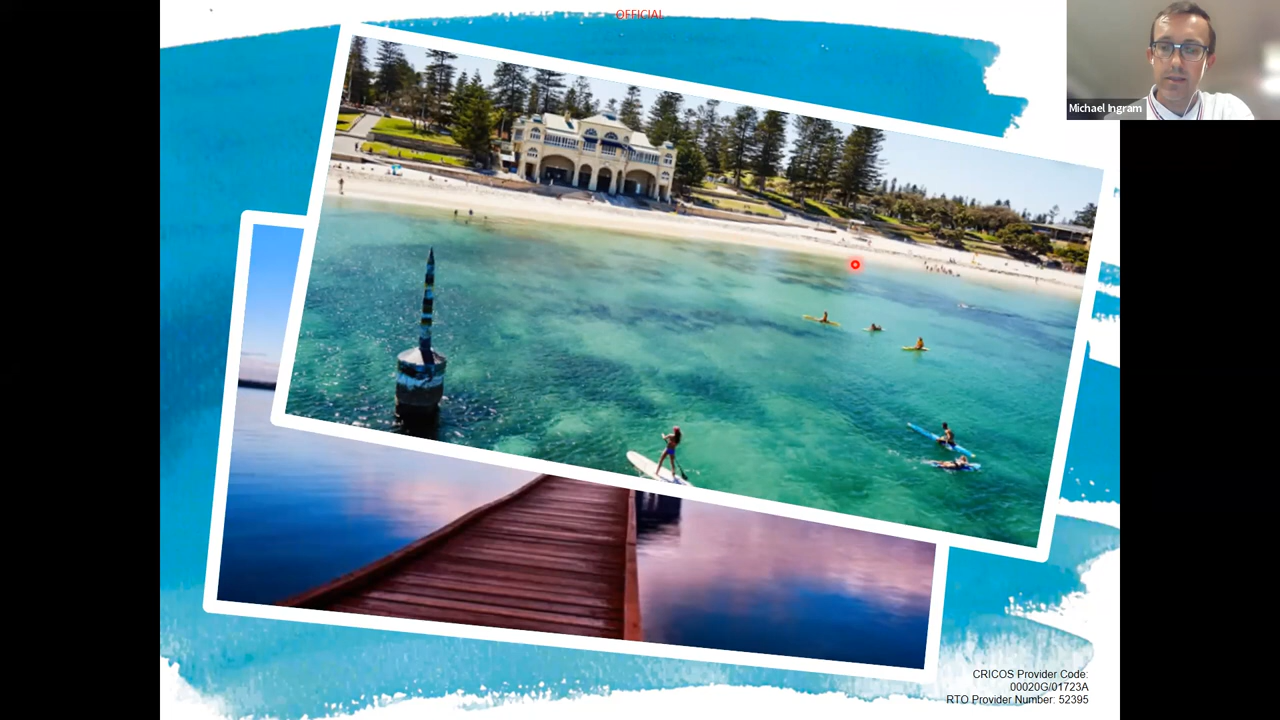 OFFICIAL
Michael Ingram
CRICOS Provider Code:
00020G/01723A
RTO Provider Number: 52395